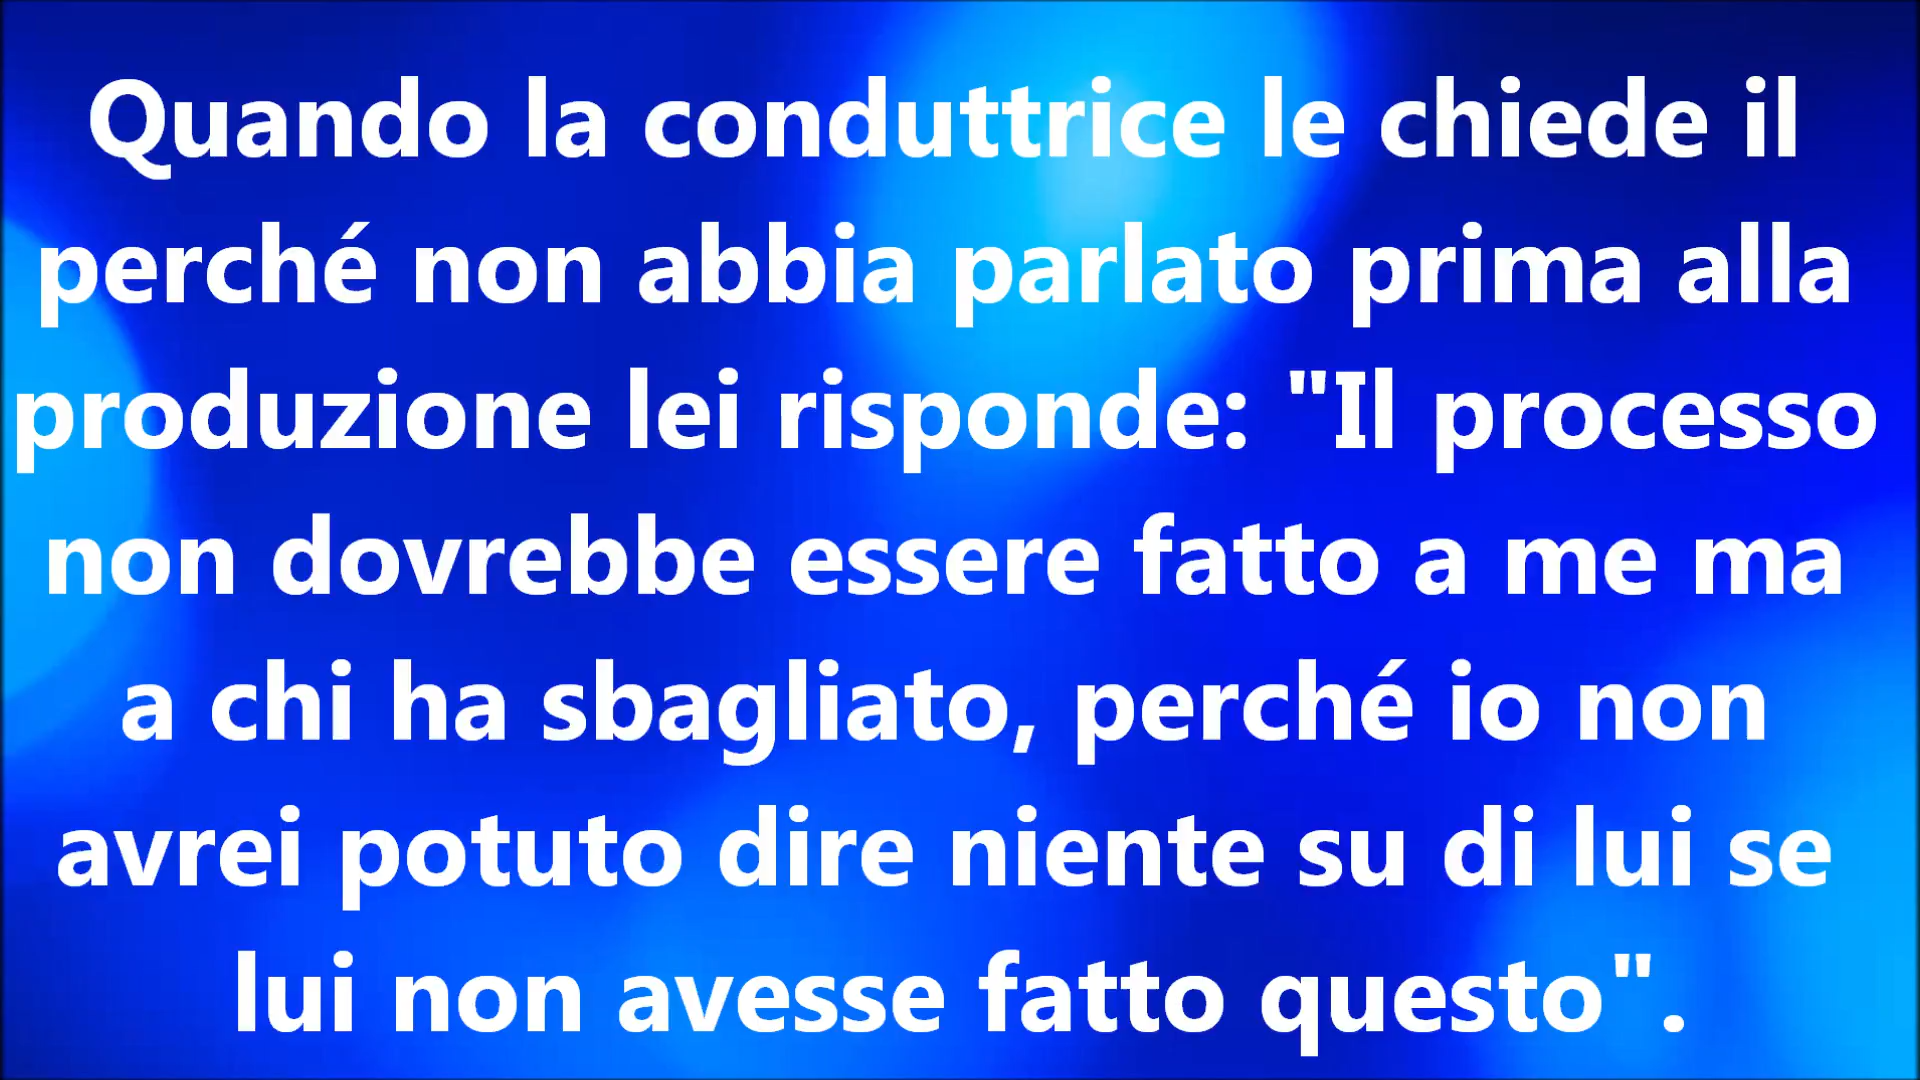 Quando la conduttrice le chiede il
perché non abbia parlato prima alla
produzione lei risponde: "Il processo
non dovrebbe essere fatto a me ma
a chi ha sbagliato, perché io non
avrei potuto dire niente su di lui se
lui non avesse fatto questo".